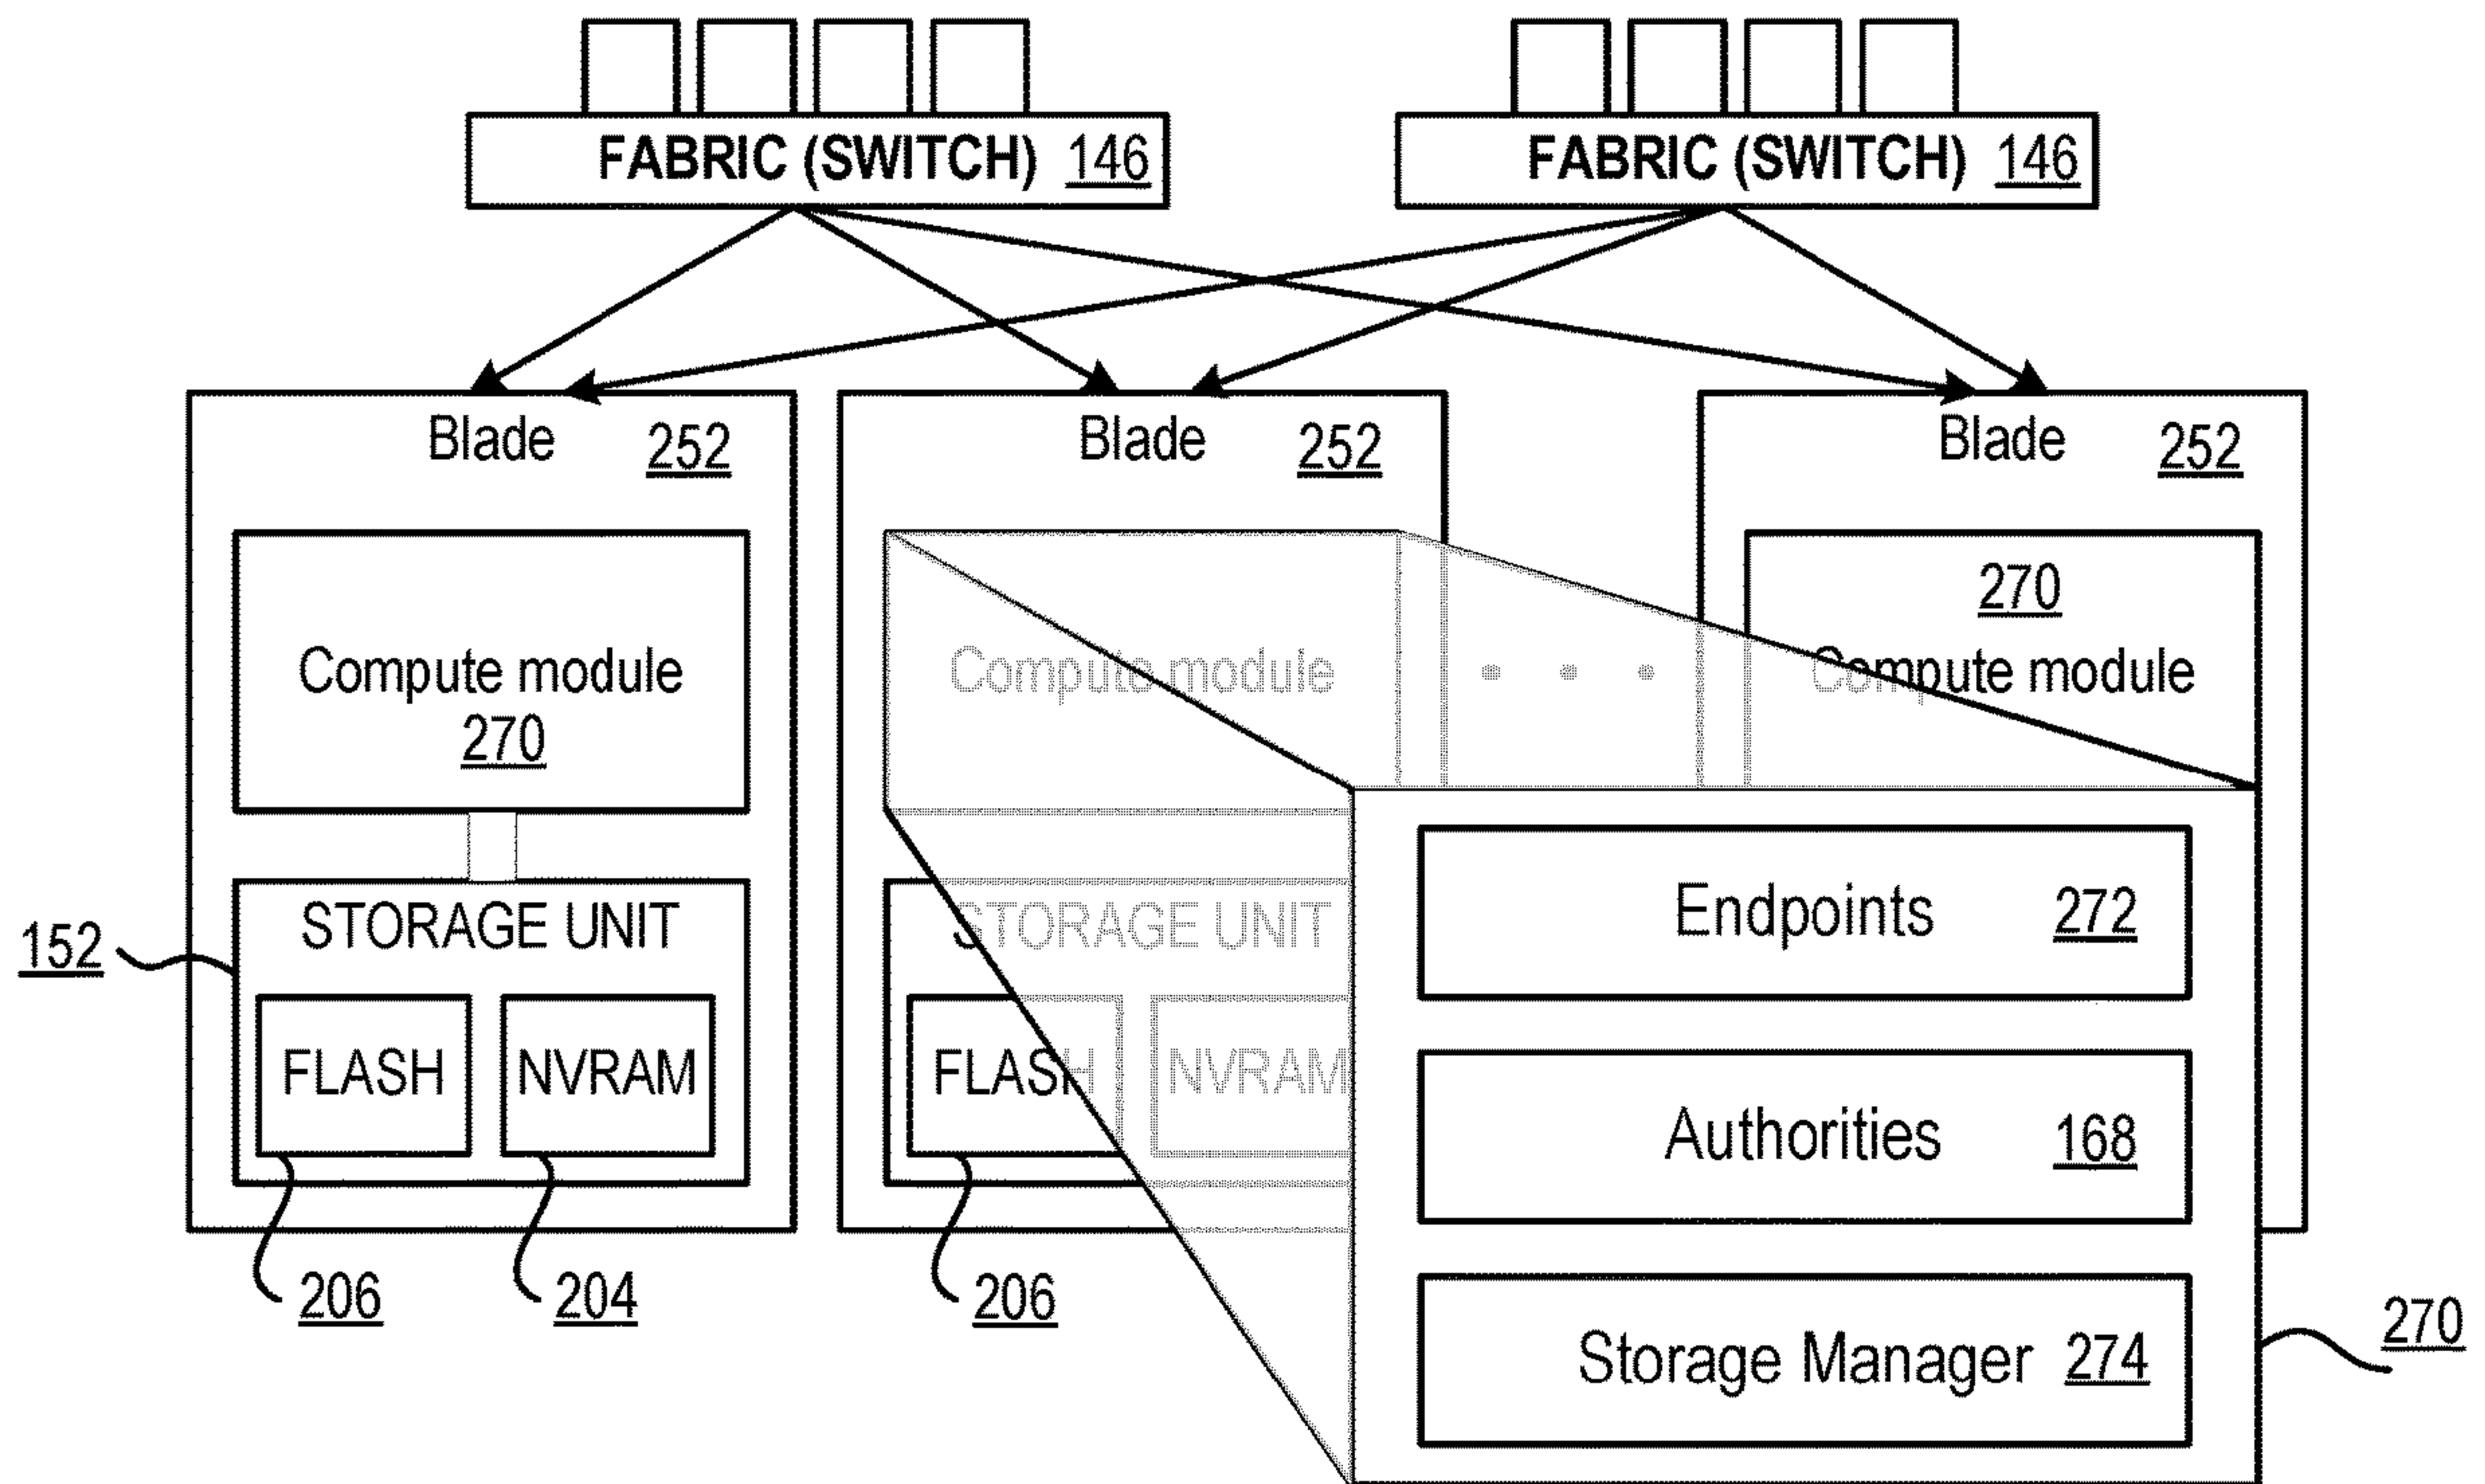 FABRIC (SWITCH) 146
FABRIC (SWITCH) 146
Blade 252
Blade 252
Blade 252
270
Compute module
270
Compute module
Compute module
STORAGE UNIT
152
FLASH
NVRAM
206
204
STORAGE UNIT
FLASH
NVRAM
206
Endpoints 272
Authorities 168
Storage Manager 274
270